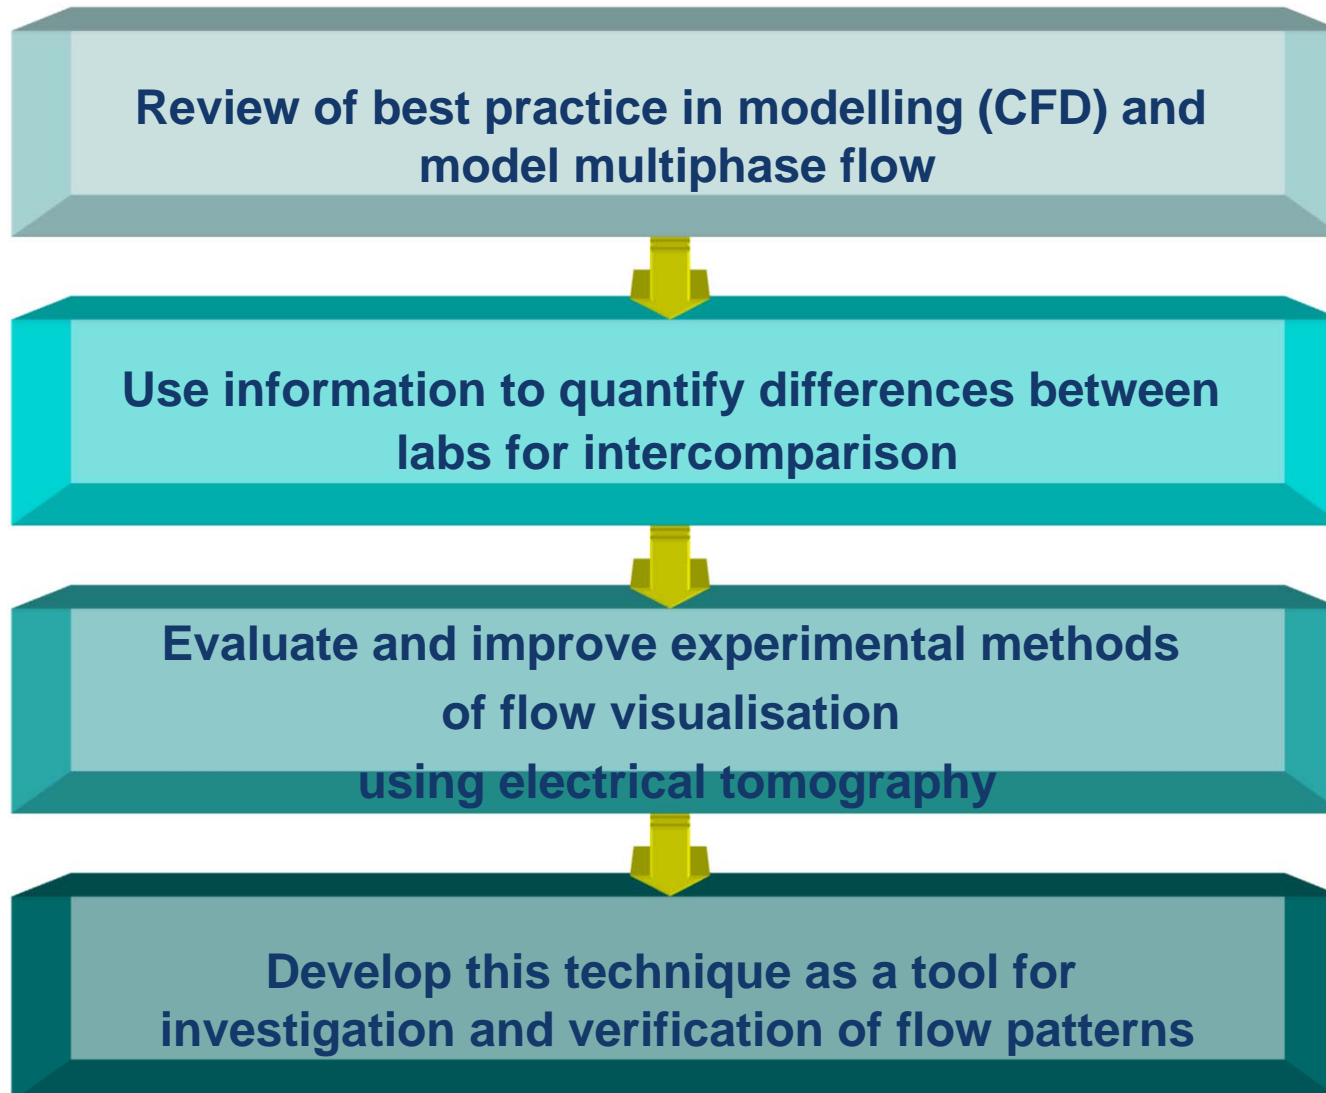 Review of best practice in modelling (CFD) and
model multiphase flow
Use information to quantify differences between
labs for intercomparison
Evaluate and improve experimental methods
of flow visualisation
using electrical tomography
Develop this technique as a tool for
investigation and verification of flow patterns